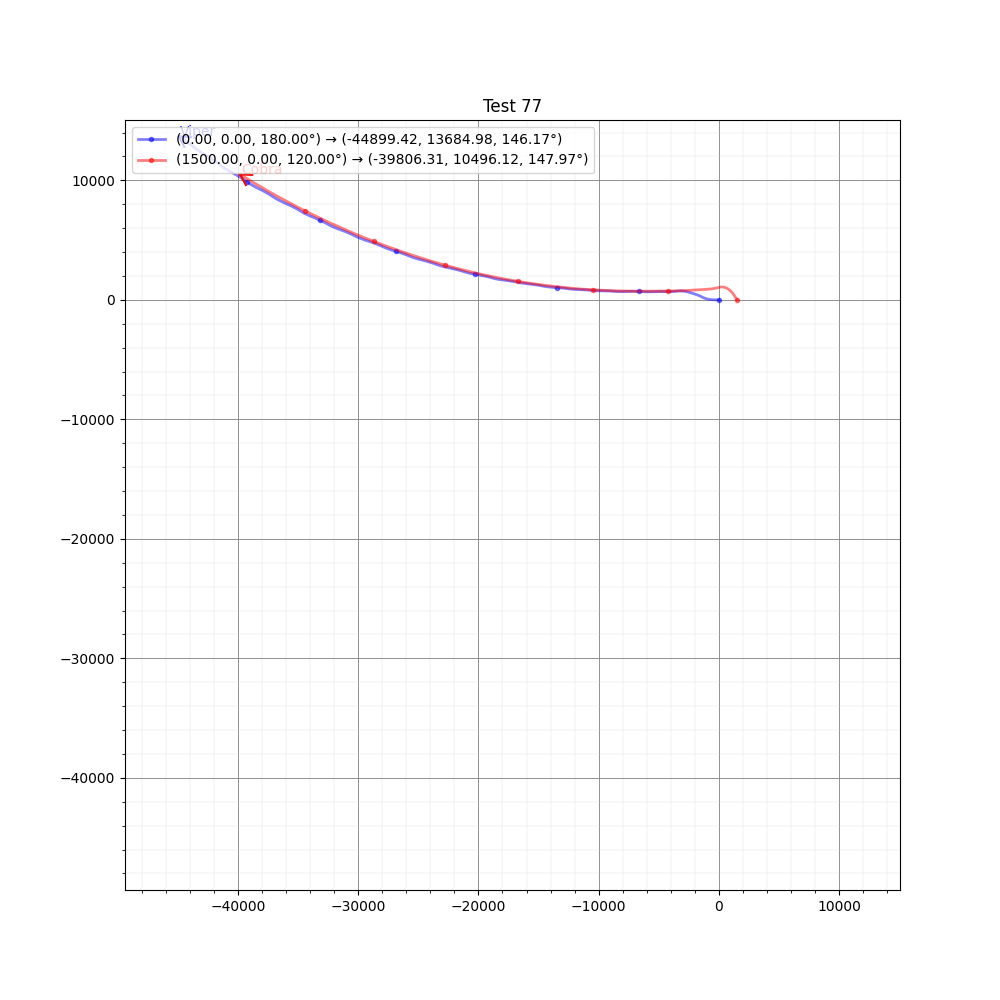 Test 77
Viper
(0.00, 0.00, 180.00°) → (-44899.42, 13684.98, 146.17°)
(1500.00, 0.00, 120.00°) → (-39806.31, 10496.12, 147.97°)
Cobra
10000
0
−10000
−20000
−30000
−40000
−40000 −30000 −20000 −10000 0 10000